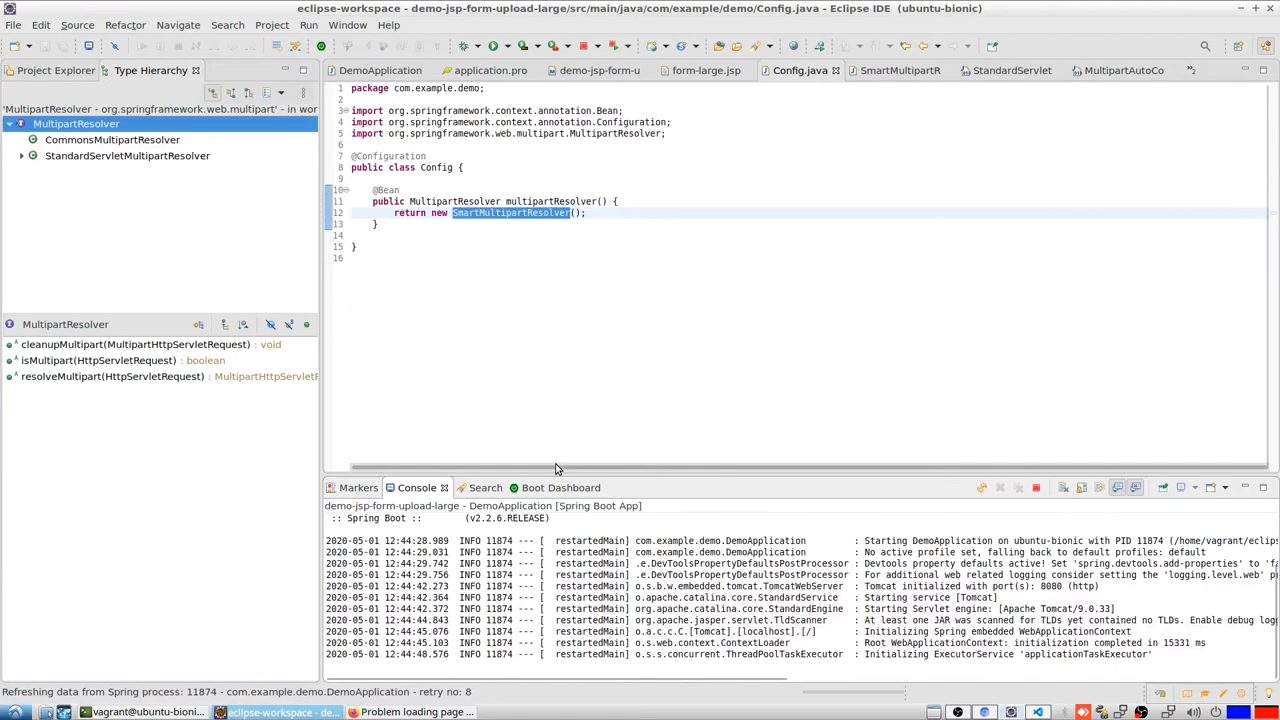 eclipse-workspace - demo-jsp-form-upload-large/src/main/java/com/example/demo/Config.java - Eclipse IDE (ubuntu-bionic)
File Edit Source Refactor Navigate Search Project Run Window Help
Project Explorer Type Hierarchy DemoApplication application.pro demo-jsp-form-u form-large.jsp Config.java SmartMultipartR StandardServlet MultipartAutoCo
'MultipartResolver - org.springframework.web.multipart' - in wor
MultipartResolver
CommonsMultipartResolver
StandardServletMultipartResolver
1 package com.example.demo;
2
3 import org.springframework.context.annotation.Bean;
4 import org.springframework.context.annotation.Configuration;
5 import org.springframework.web.multipart.MultipartResolver;
6
7 @Configuration
8 public class Config {
9
10 @Bean
11 public MultipartResolver multipartResolver() {
12 return new SmartMultipartResolver();
13 }
14
15 }
16
MultipartResolver
cleanupMultipart(MultipartHttpServletRequest) : void
isMultipart(HttpServletRequest) : boolean
resolveMultipart(HttpServletRequest) : MultipartHttpServletR
Markers Console Search Boot Dashboard
demo-jsp-form-upload-large - DemoApplication [Spring Boot App]
:: Spring Boot :: (v2.2.6.RELEASE)
2020-05-01 12:44:28.989 INFO 11874 --- [ restartedMain] com.example.demo.DemoApplication : Starting DemoApplication on ubuntu-bionic with PID 11874 (/home/vagrant/eclips
2020-05-01 12:44:29.031 INFO 11874 --- [ restartedMain] com.example.demo.DemoApplication : No active profile set, falling back to default profiles: default
2020-05-01 12:44:29.742 INFO 11874 --- [ restartedMain] .e.DevToolsPropertyDefaultsPostProcessor : Devtools property defaults active! Set 'spring.devtools.add-properties' to 'fa
2020-05-01 12:44:29.756 INFO 11874 --- [ restartedMain] .e.DevToolsPropertyDefaultsPostProcessor : For additional web related logging consider setting the 'logging.level.web' p
2020-05-01 12:44:42.273 INFO 11874 --- [ restartedMain] o.s.b.w.embedded.tomcat.TomcatWebServer : Tomcat initialized with port(s): 8080 (http)
2020-05-01 12:44:42.364 INFO 11874 --- [ restartedMain] o.apache.catalina.core.StandardService : Starting service [Tomcat]
2020-05-01 12:44:42.372 INFO 11874 --- [ restartedMain] org.apache.catalina.core.StandardEngine : Starting Servlet engine: [Apache Tomcat/9.0.33]
2020-05-01 12:44:44.843 INFO 11874 --- [ restartedMain] org.apache.jasper.servlet.TldScanner : At least one JAR was scanned for TLDs yet contained no TLDs. Enable debug logg
2020-05-01 12:44:45.076 INFO 11874 --- [ restartedMain] o.a.c.c.C.[Tomcat].[localhost].[/] : Initializing Spring embedded WebApplicationContext
2020-05-01 12:44:45.103 INFO 11874 --- [ restartedMain] o.s.web.context.ContextLoader : Root WebApplicationContext: initialization completed in 15331 ms
2020-05-01 12:44:48.576 INFO 11874 --- [ restartedMain] o.s.s.concurrent.ThreadPoolTaskExecutor : Initializing ExecutorService 'applicationTaskExecutor'
Refreshing data from Spring process: 11874 - com.example.demo.DemoApplication - retry no: 8
vagrant@ubuntu-bioni... eclipse-workspace - de... Problem loading page ...